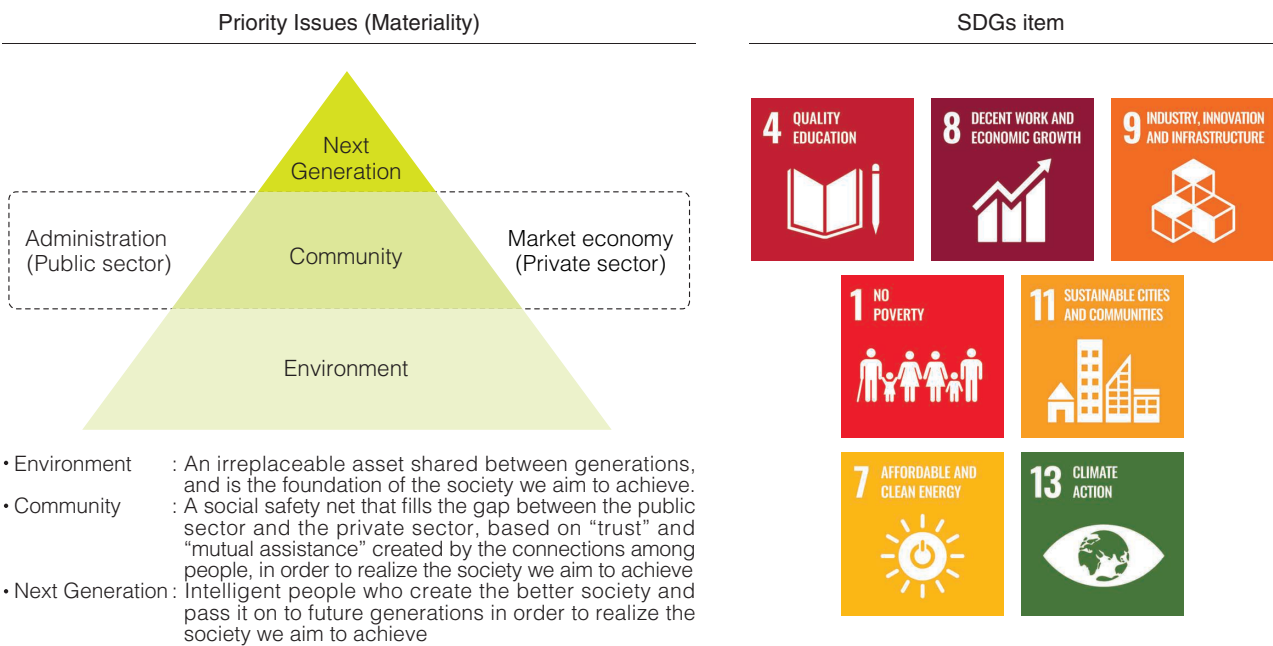 Priority Issues (Materiality)
Next
Generation
Administration
(Public sector)
Community
Market economy
(Private sector)
Environment
• Environment : An irreplaceable asset shared between generations,
and is the foundation of the society we aim to achieve.
• Community : A social safety net that fills the gap between the public
sector and the private sector, based on “trust” and
“mutual assistance” created by the connections among
people, in order to realize the society we aim to achieve
• Next Generation : Intelligent people who create the better society and
pass it on to future generations in order to realize the
society we aim to achieve
SDGs item
4 QUALITY
EDUCATION
8 DECENT WORK AND
ECONOMIC GROWTH
9 INDUSTRY, INNOVATION
AND INFRASTRUCTURE
1 NO
POVERTY
11 SUSTAINABLE CITIES
AND COMMUNITIES
7 AFFORDABLE AND
CLEAN ENERGY
13 CLIMATE
ACTION